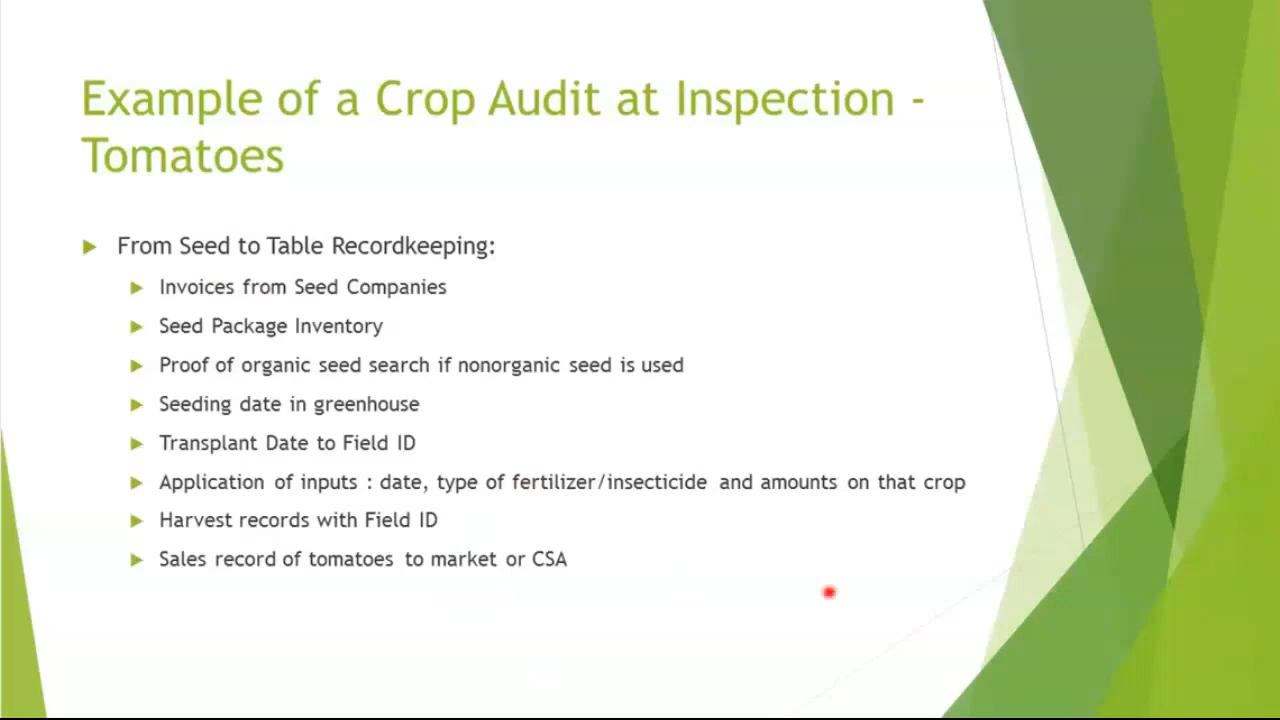 Example of a Crop Audit at Inspection -
Tomatoes
From Seed to Table Recordkeeping:
Invoices from Seed Companies
Seed Package Inventory
Proof of organic seed search if nonorganic seed is used
Seeding date in greenhouse
Transplant Date to Field ID
Application of inputs : date, type of fertilizer/insecticide and amounts on that crop
Harvest records with Field ID
Sales record of tomatoes to market or CSA